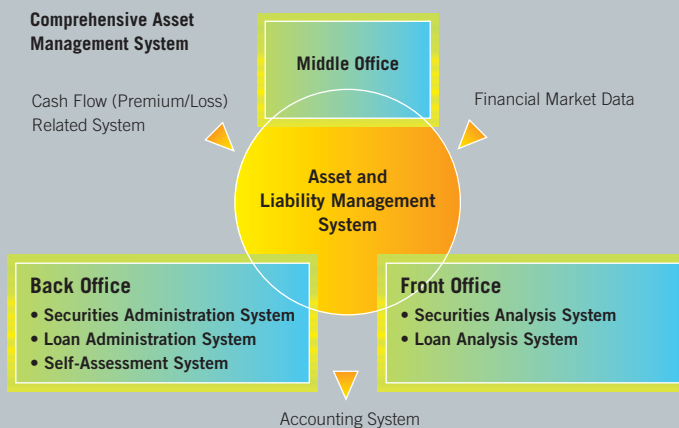 Comprehensive Asset
Management System
Middle Office
Cash Flow (Premium/Loss)
Related System
Financial Market Data
Asset and
Liability Management
System
Back Office
• Securities Administration System
• Loan Administration System
• Self-Assessment System
Front Office
• Securities Analysis System
• Loan Analysis System
Accounting System